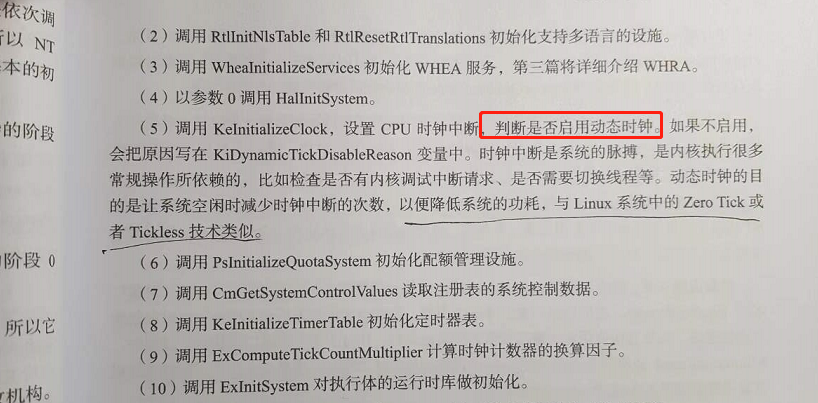 依次调
所以 NT
本的初
的阶段
的阶段 0
所以它
机构。
（2）调用 RtlInitNlsTable 和 RtlResetRtlTranslations 初始化支持多语言的设施。
（3）调用 WheaInitializeServices 初始化 WHEA 服务，第三篇将详细介绍 WHRA。
（4）以参数 0 调用 HalInitSystem。
（5）调用 KeInitializeClock，设置 CPU 时钟中断，判断是否启用动态时钟。如果不启用，
会把原因写在 KiDynamicTickDisableReason 变量中。时钟中断是系统的脉搏，是内核执行很多
常规操作所依赖的，比如检查是否有内核调试中断请求、是否需要切换线程等。动态时钟的目
的是让系统空闲时减少时钟中断的次数，以便降低系统的功耗，与 Linux 系统中的 Zero Tick 或
者 Tickless 技术类似。
（6）调用 PsInitializeQuotaSystem 初始化配额管理设施。
（7）调用 CmGetSystemControlValues 读取注册表的系统控制数据。
（8）调用 KeInitializeTimerTable 初始化定时器表。
（9）调用 ExComputeTickCountMultiplier 计算时钟计数器的换算因子。
（10）调用 ExInitSystem 对执行体的运行时库做初始化。